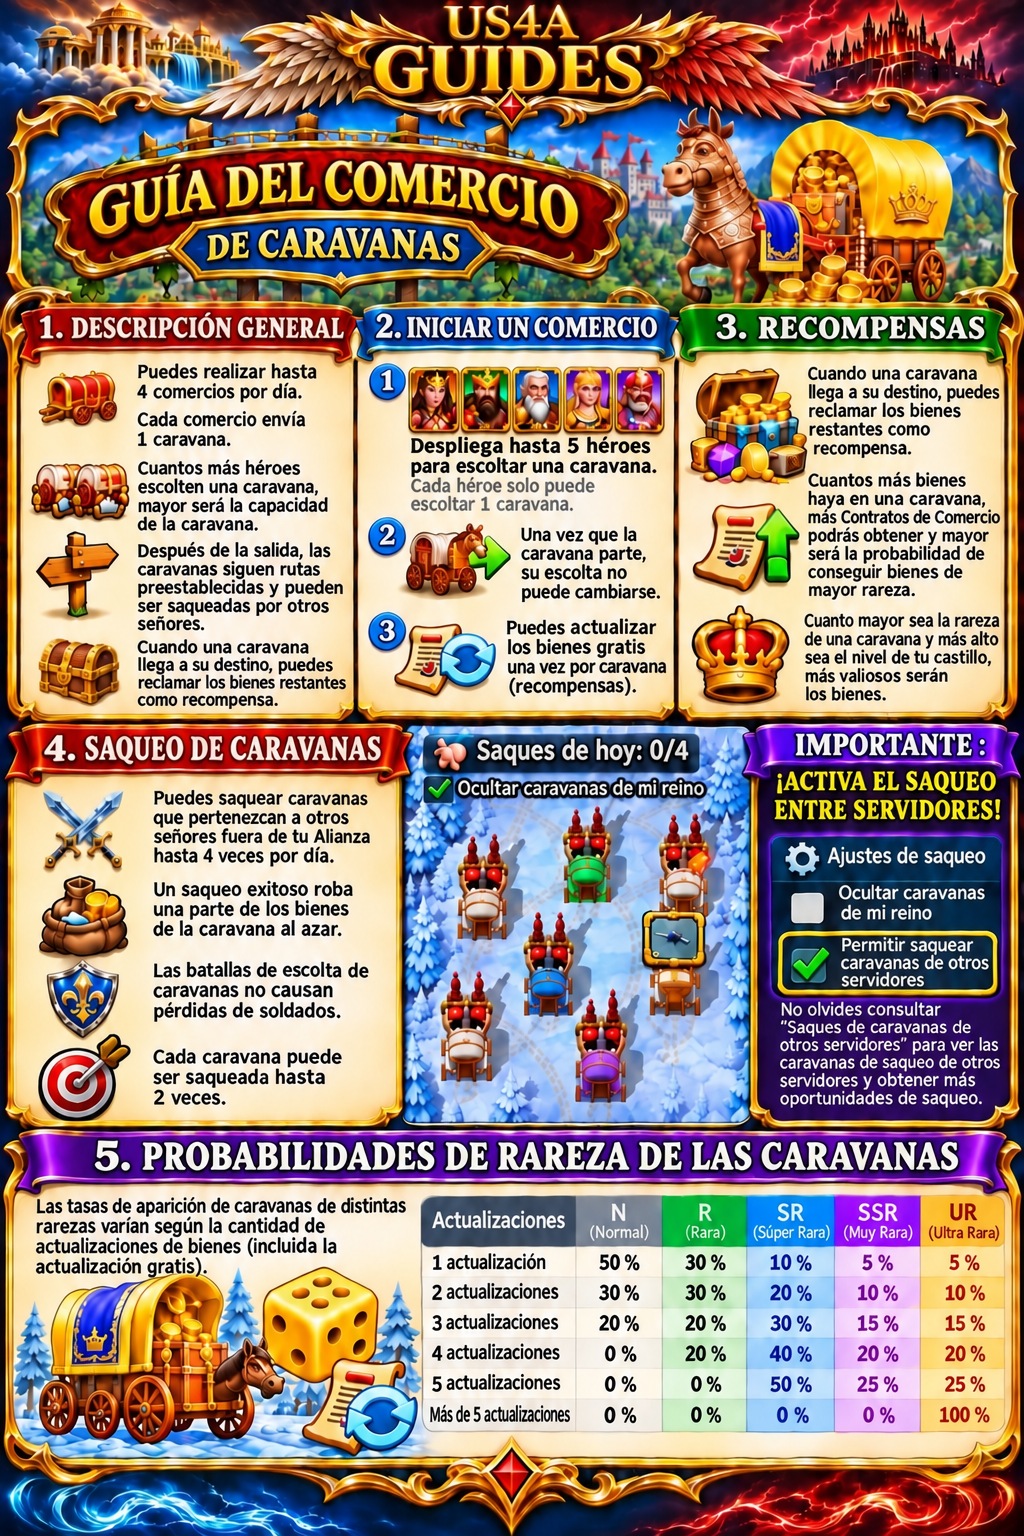 US4A
GUIDES
GUÍA DEL COMERCIO
DE CARAVANAS
1. DESCRIPCIÓN GENERAL
Puedes realizar hasta
4 comercios por día.
Cada comercio envía
1 caravana.
Cuantos más héroes
escolten una caravana,
mayor será la capacidad
de la caravana.
Después de la salida, las
caravanas siguen rutas
preestablecidas y pueden
ser saqueadas por otros
señores.
Cuando una caravana
llega a su destino, puedes
reclamar los bienes restantes
como recompensa.
2. INICIAR UN COMERCIO
1
Despliega hasta 5 héroes
para escoltar una caravana.
Cada héroe solo puede
escoltar 1 caravana.
2
Una vez que la
caravana parte,
su escolta no
puede cambiarse.
3
Puedes actualizar
los bienes gratis
una vez por caravana
(recompensas).
3. RECOMPENSAS
Cuando una caravana
llega a su destino, puedes
reclamar los bienes
restantes como
recompensa.
Cuantos más bienes
haya en una caravana,
más Contratos de Comercio
podrás obtener y mayor
será la probabilidad de
conseguir bienes de
mayor rareza.
Cuanto mayor sea la rareza
de una caravana y más alto
sea el nivel de tu castillo,
más valiosos serán
los bienes.
4. SAQUEO DE CARAVANAS
Puedes saquear caravanas
que pertenezcan a otros
señores fuera de tu Alianza
hasta 4 veces por día.
Un saqueo exitoso roba
una parte de los bienes
de la caravana al azar.
Las batallas de escolta de
caravanas no causan
pérdidas de soldados.
Cada caravana puede
ser saqueada hasta
2 veces.
Saques de hoy: 0/4
Ocultar caravanas de mi reino
IMPORTANTE :
¡ACTIVA EL SAQUEO
ENTRE SERVIDORES!
Ajustes de saqueo
Ocultar caravanas
de mi reino
Permitir saquear
caravanas de otros
servidores
No olvides consultar
"Saques de caravanas de
otros servidores" para ver las
caravanas de saqueo de otros
servidores y obtener más
oportunidades de saqueo.
5. PROBABILIDADES DE RAREZA DE LAS CARAVANAS
Las tasas de aparición de caravanas de distintas
rarezas varían según la cantidad de
actualizaciones de bienes (incluida la
actualización gratis).
Actualizaciones N (Normal) R (Rara) SR (Súper Rara) SSR (Muy Rara) UR (Ultra Rara)
1 actualización 50 % 30 % 10 % 5 % 5 %
2 actualizaciones 30 % 30 % 20 % 10 % 10 %
3 actualizaciones 20 % 20 % 30 % 15 % 15 %
4 actualizaciones 0 % 20 % 40 % 20 % 20 %
5 actualizaciones 0 % 0 % 50 % 25 % 25 %
Más de 5 actualizaciones 0 % 0 % 0 % 0 % 100 %